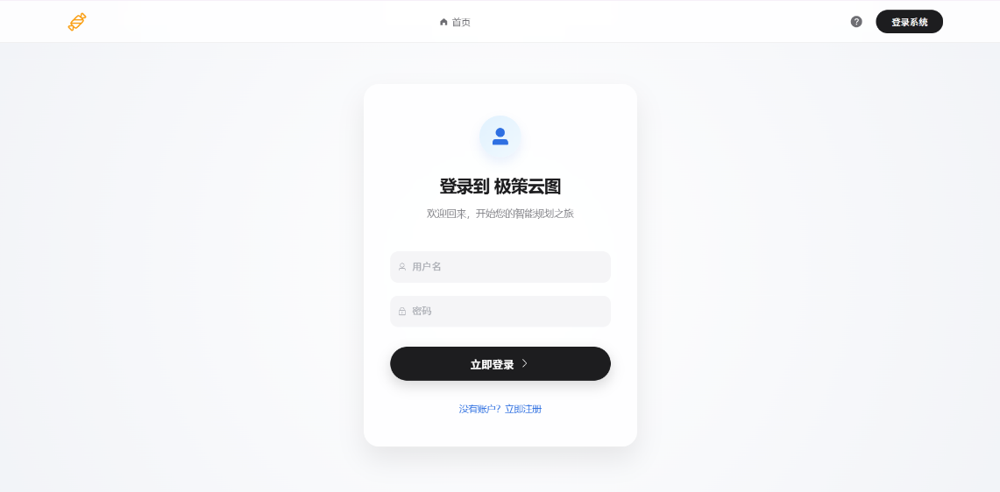 首页
登录系统
登录到 极策云图
欢迎回来，开始您的智能规划之旅
用户名
密码
立即登录
没有账户？立即注册